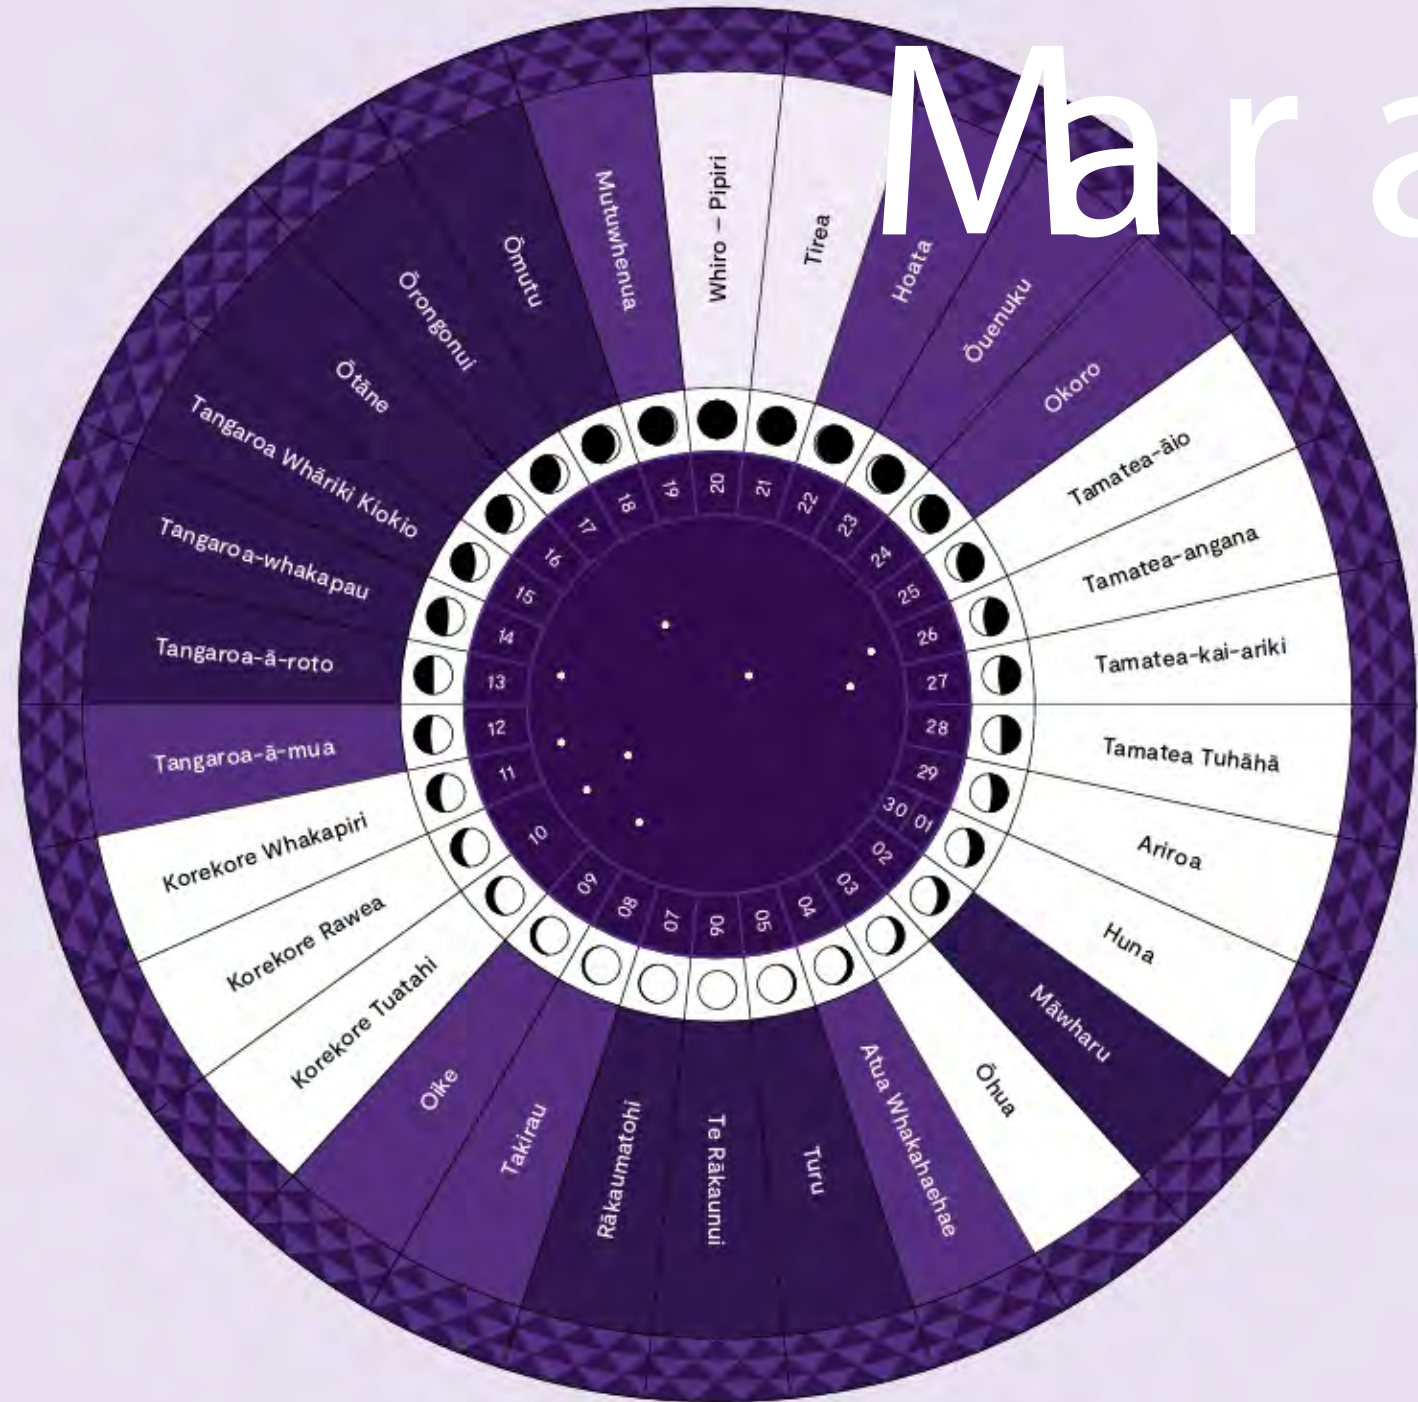 Mara
Whiro – Pipiri
Tirea
Hoata
Ōuenuku
Okoro
Tamatea-āio
Tamatea-angana
Tamatea-kai-ariki
Tamatea Tuhāhā
Ariroa
Huna
Māwharu
Ōhua
Atua Whakahaehae
Turu
Te Rākaunui
Rākaumatohi
Takirau
Oike
Korekore Tuatahi
Korekore Rawea
Korekore Whakapiri
Tangaroa-ā-mua
Tangaroa-ā-roto
Tangaroa-whakapau
Tangaroa Whāriki Kiokio
Ōtāne
Ōrongonui
Ōmutu
Mutuwhenua
20
21
22
23
24
25
26
27
28
29
30
01
02
03
04
05
06
07
08
09
10
11
12
13
14
15
16
17
18
19